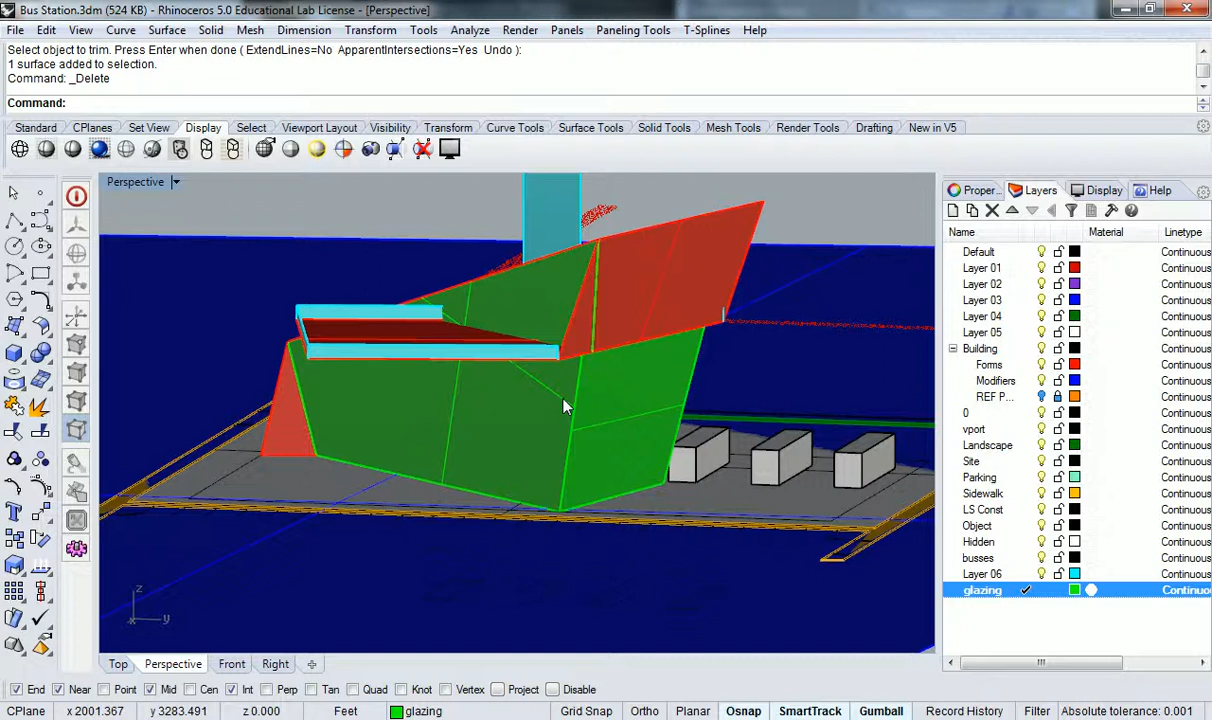 Bus Station.3dm (524 KB) - Rhinoceros 5.0 Educational Lab License - [Perspective]
File Edit View Curve Surface Solid Mesh Dimension Transform Tools Analyze Render Panels Paneling Tools T-Splines Help
Select object to trim. Press Enter when done ( ExtendLines=No ApparentIntersections=Yes Undo ):
1 surface added to selection.
Command: _Delete
Command:
Standard CPlanes Set View Display Select Viewport Layout Visibility Transform Curve Tools Surface Tools Solid Tools Mesh Tools Render Tools Drafting New in V5
Perspective
Proper... Layers Display Help
Name Material Linetype
Default Continuous
Layer 01 Continuous
Layer 02 Continuous
Layer 03 Continuous
Layer 04 Continuous
Layer 05 Continuous
Building Continuous
Forms Continuous
Modifiers Continuous
REF P... Continuous
0 Continuous
vport Continuous
Landscape Continuous
Site Continuous
Parking Continuous
Sidewalk Continuous
LS Const Continuous
Object Continuous
Hidden Continuous
busses Continuous
Layer 06 Continuous
glazing Continuo
z
x y
Top Perspective Front Right
End Near Point Mid Cen Int Perp Tan Quad Knot Vertex Project Disable
CPlane x 2001.367 y 3283.491 z 0.000 Feet glazing Grid Snap Ortho Planar Osnap SmartTrack Gumball Record History Filter Absolute tolerance: 0.001